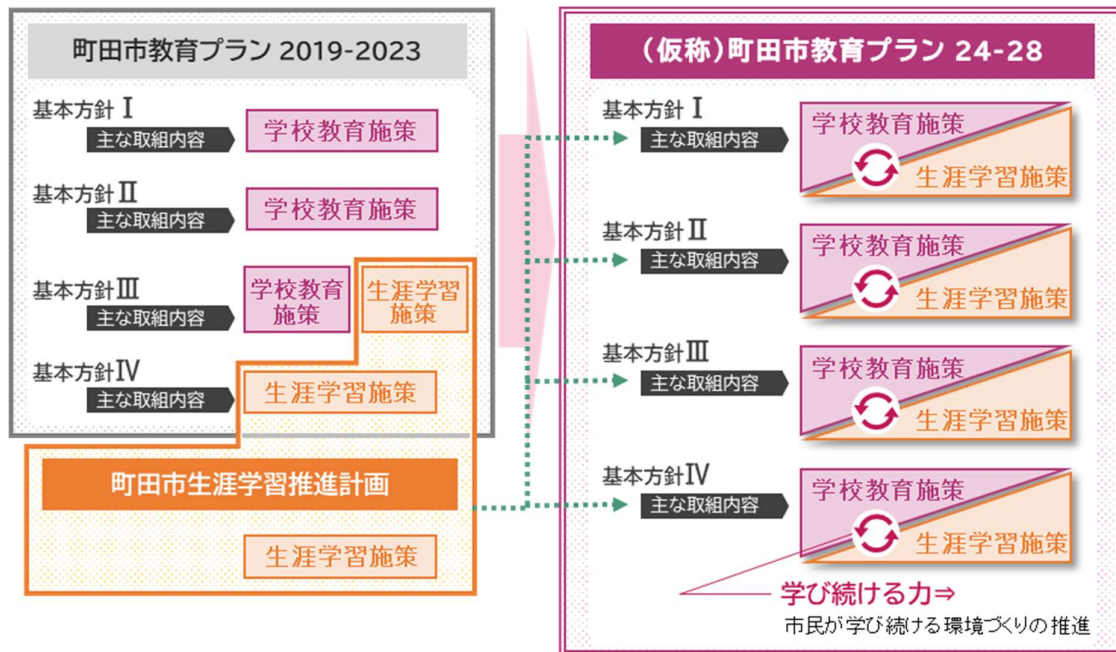 町田市教育プラン 2019-2023
基本方針Ⅰ
主な取組内容
学校教育施策
基本方針Ⅱ
主な取組内容
学校教育施策
基本方針Ⅲ
主な取組内容
学校教育
施策
生涯学習
施策
基本方針Ⅳ
主な取組内容
生涯学習施策
町田市生涯学習推進計画
生涯学習施策
(仮称)町田市教育プラン 24-28
基本方針Ⅰ
主な取組内容
学校教育施策
生涯学習施策
基本方針Ⅱ
主な取組内容
学校教育施策
生涯学習施策
基本方針Ⅲ
主な取組内容
学校教育施策
生涯学習施策
基本方針Ⅳ
主な取組内容
学校教育施策
生涯学習施策
学び続ける力⇒
市民が学び続ける環境づくりの推進